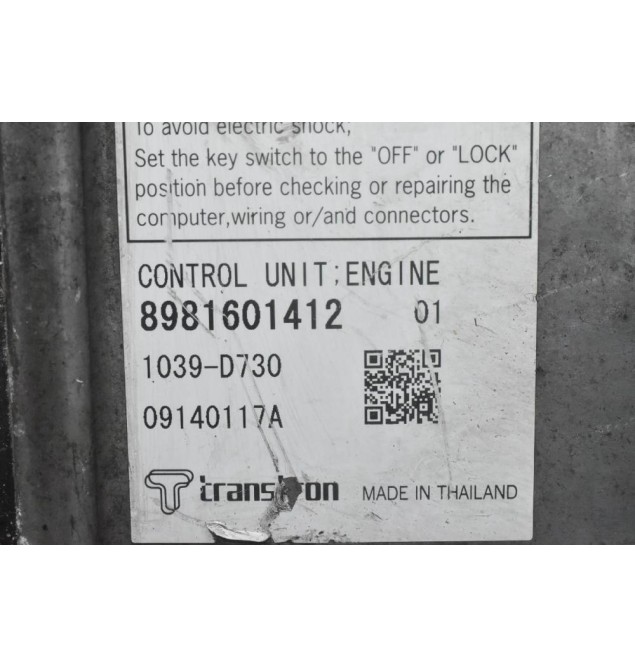 To avoid electric shock,
Set the key switch to the "OFF" or "LOCK"
position before checking or repairing the
computer,wiring or/and connectors.
CONTROL UNIT;ENGINE
8981601412 01
1039-D730
09140117A
transtron MADE IN THAILAND